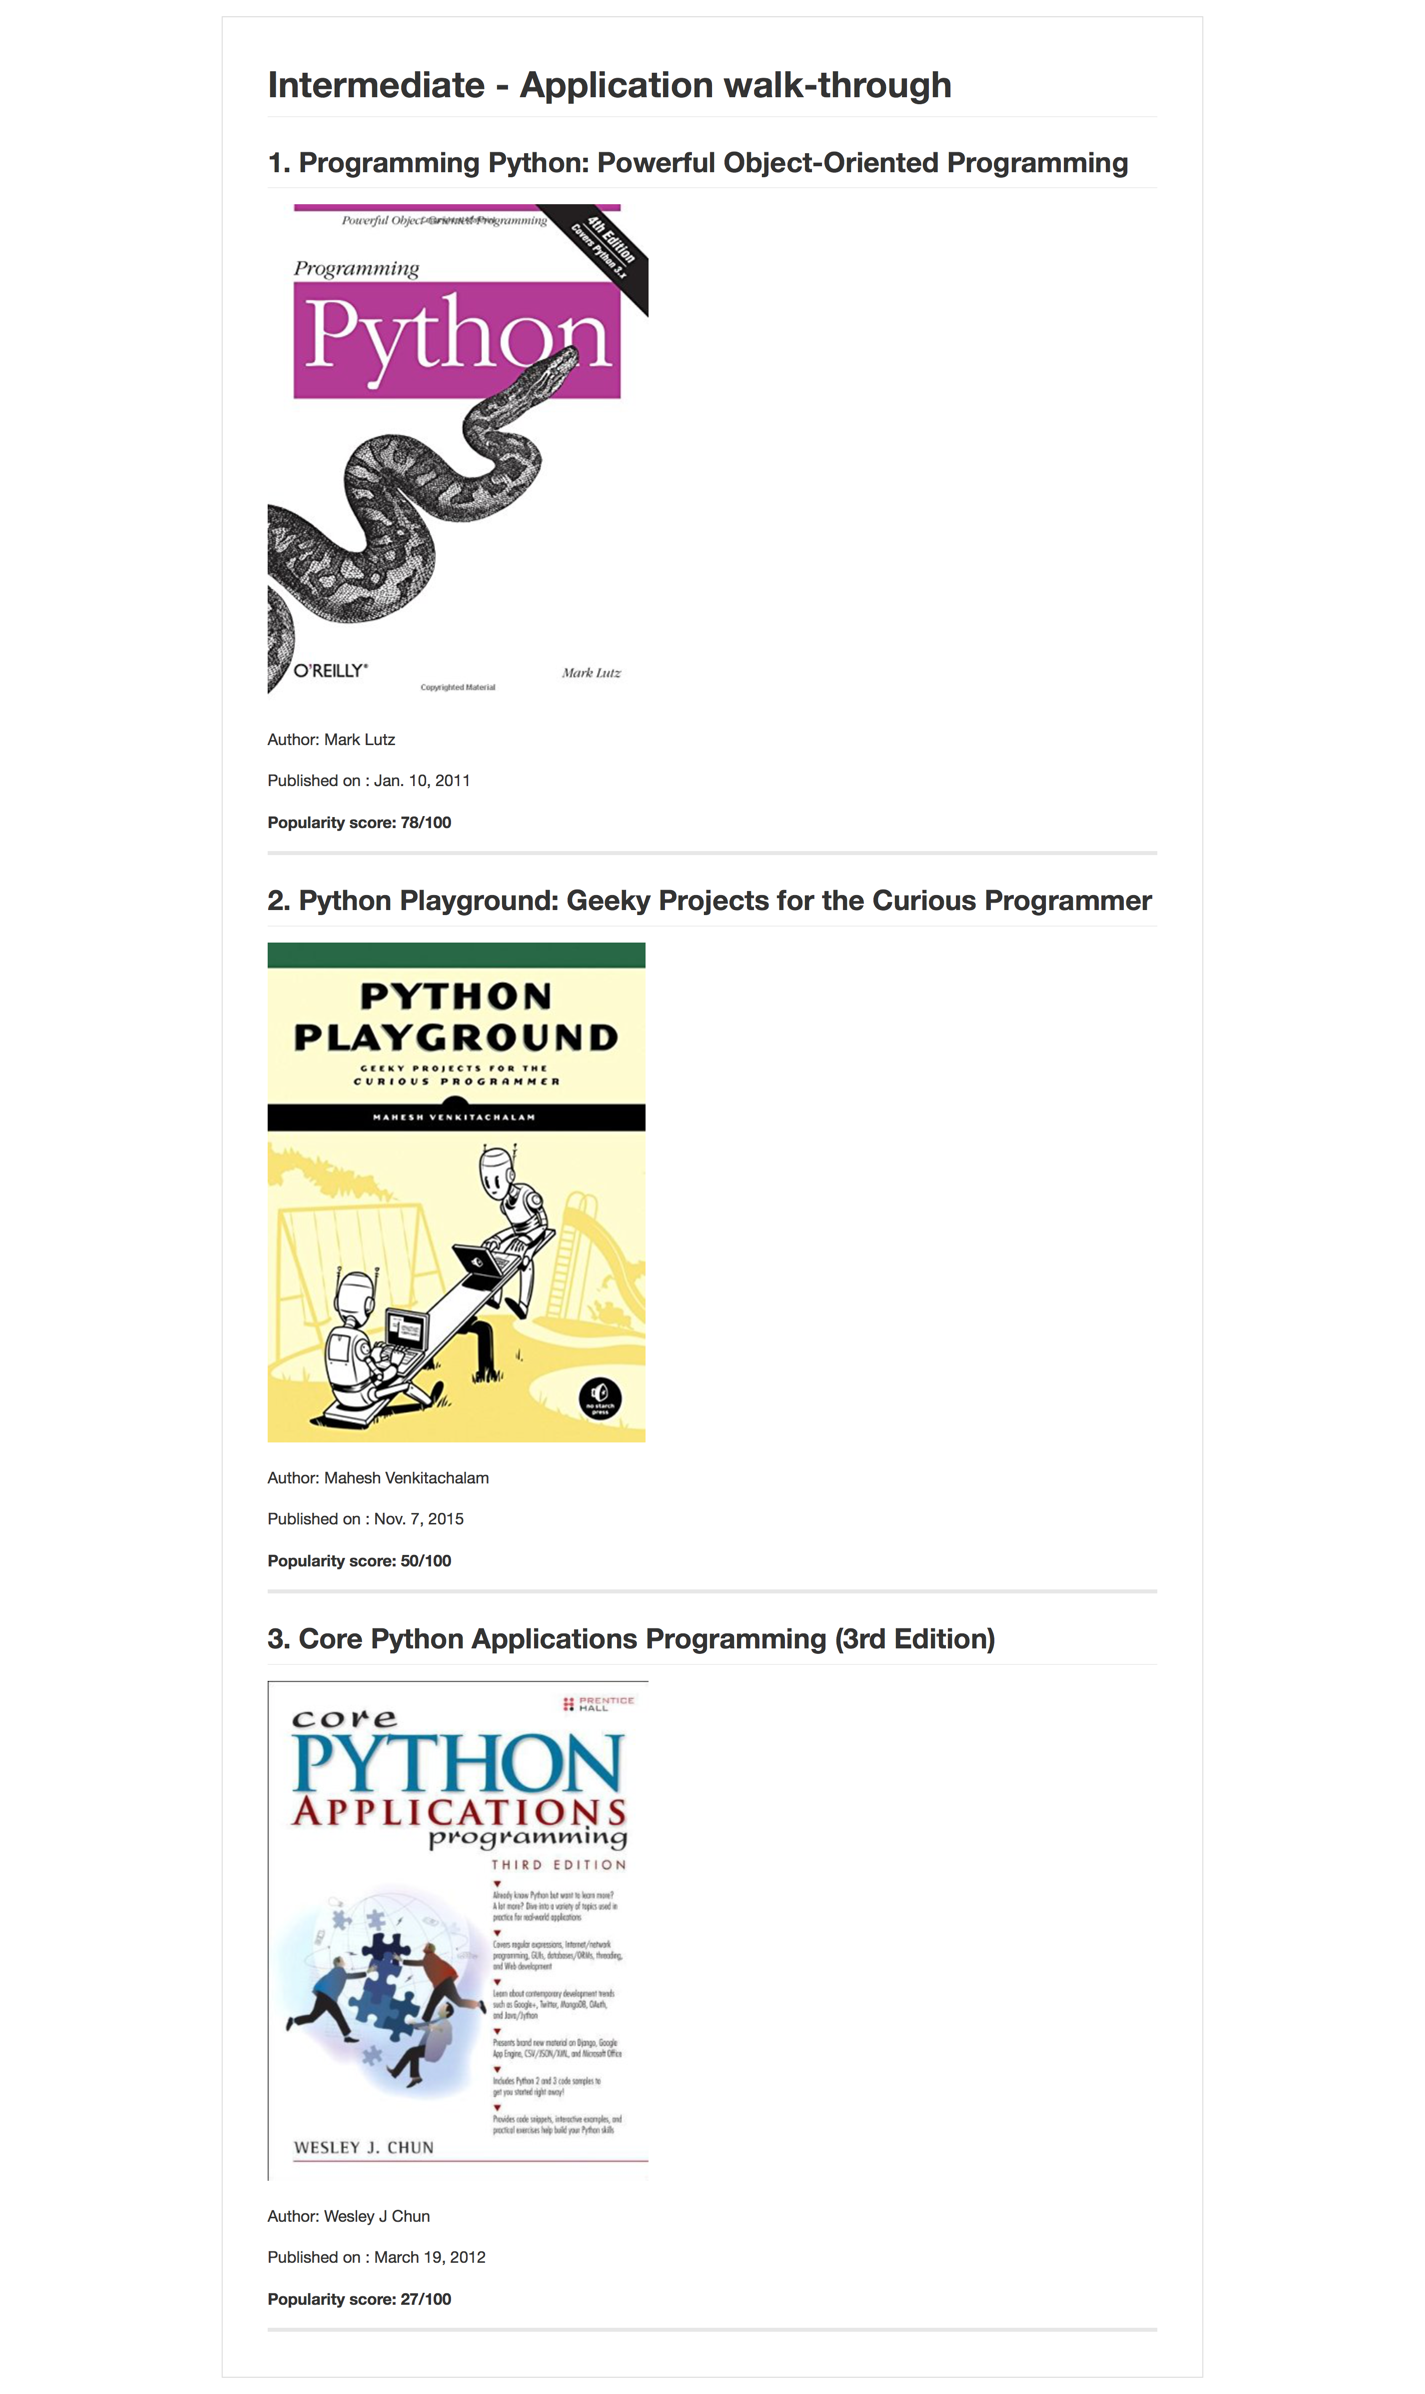 Intermediate - Application walk-through
1. Programming Python: Powerful Object-Oriented Programming
Powerful Object-Oriented Programming
4th Edition
Covers Python 3.x
Programming
Python
O'REILLY®
Mark Lutz
Copyrighted Material
Author: Mark Lutz
Published on : Jan. 10, 2011
Popularity score: 78/100
2. Python Playground: Geeky Projects for the Curious Programmer
PYTHON
PLAYGROUND
GEEKY PROJECTS FOR THE
CURIOUS PROGRAMMER
MAHESH VENKITACHALAM
no starch
press
Author: Mahesh Venkitachalam
Published on : Nov. 7, 2015
Popularity score: 50/100
3. Core Python Applications Programming (3rd Edition)
PRENTICE
HALL
core
PYTHON
APPLICATIONS
programming
THIRD EDITION
Already know Python but want to learn more?
A lot more? Dive into a variety of topics used in
practice for real-world applications
Covers regular expressions, Internet/network
programming, GUIs, databases/ORMs, threading,
and Web development
Learn about contemporary development trends
such as Google+, Twitter, MongoDB, OAuth,
and Java/Jython
Presents brand new material on Django, Google
App Engine, CSV/JSON/XML, and Microsoft Office
Includes Python 2 and 3 code samples to
get you started right away!
Provides code snippets, interactive examples, and
practical exercises help build your Python skills
WESLEY J. CHUN
Author: Wesley J Chun
Published on : March 19, 2012
Popularity score: 27/100